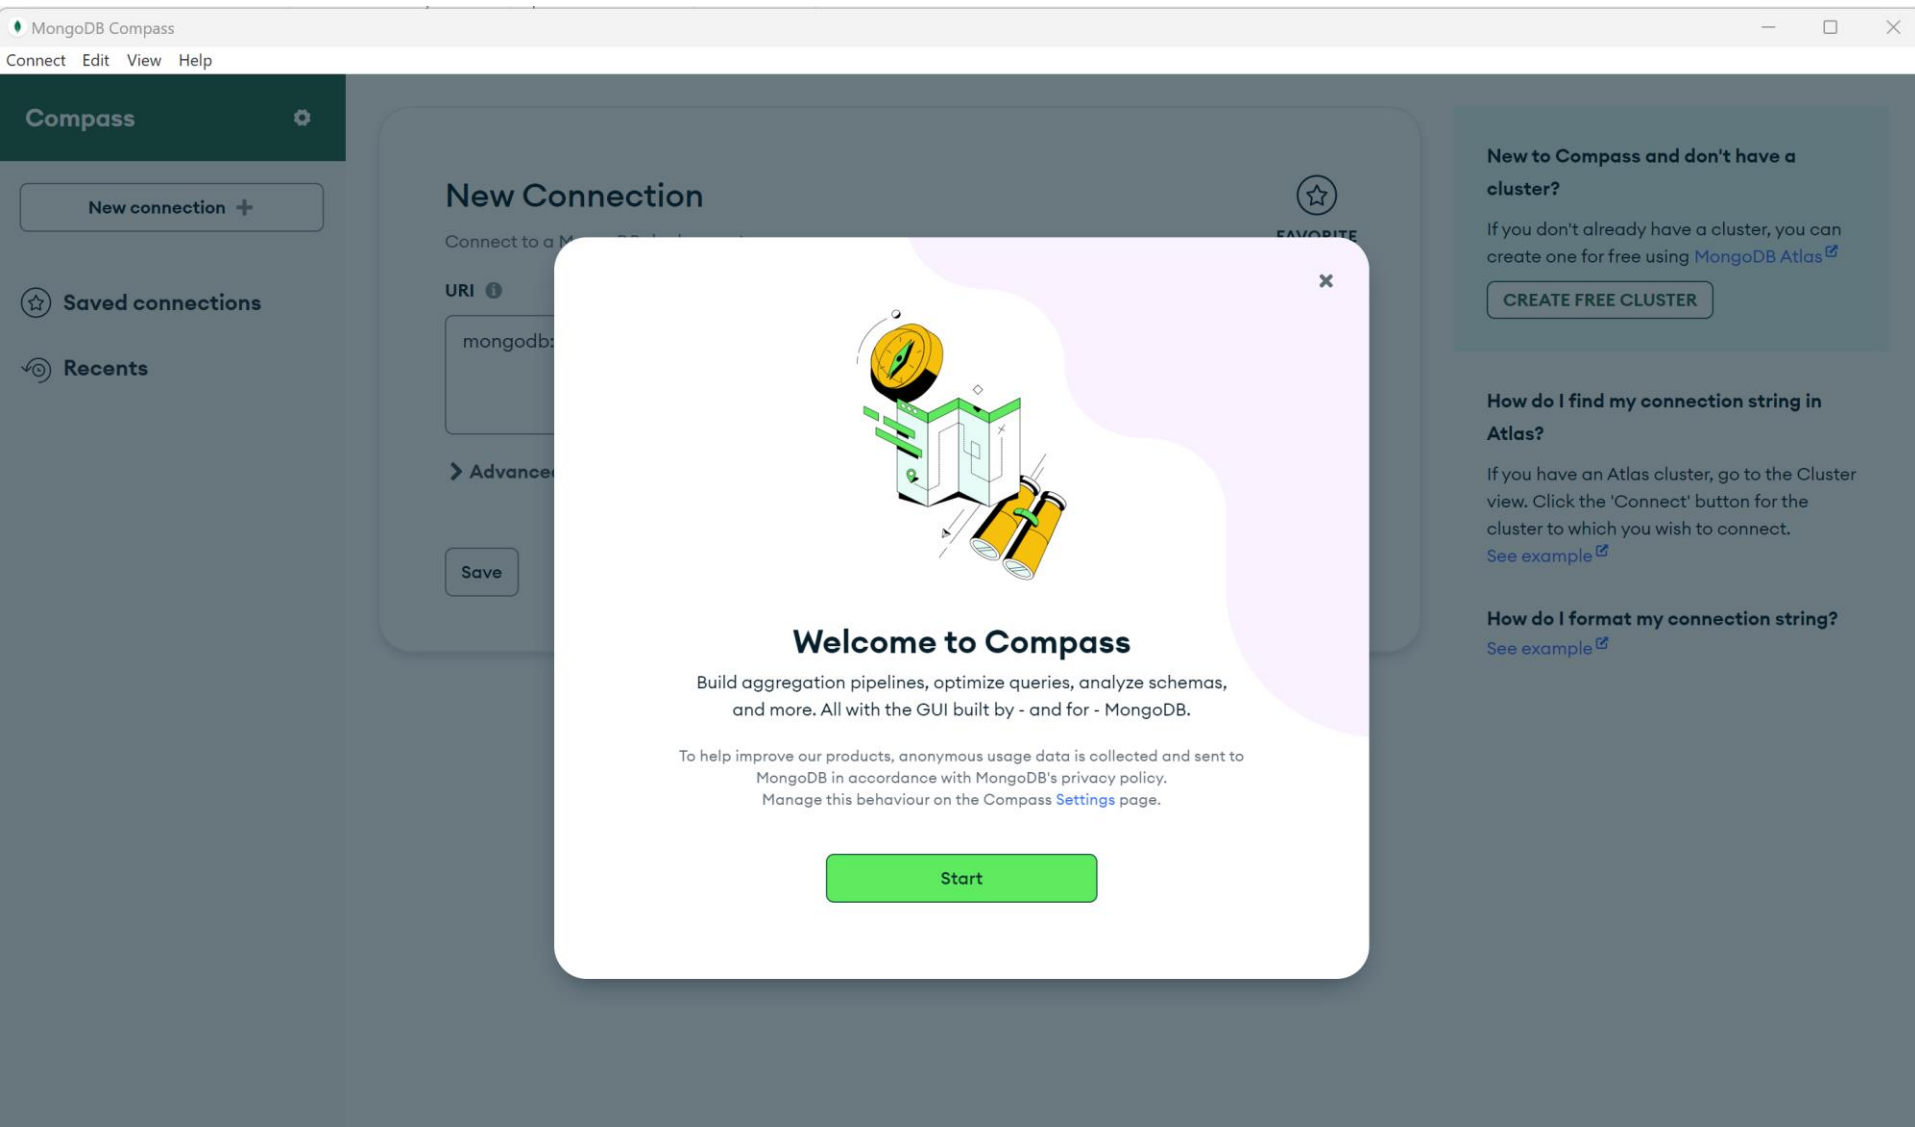 MongoDB Compass
Connect Edit View Help
Compass
New connection
Saved connections
Recents
New Connection
Connect to a
FAVORITE
URI
mongodb:
Advanced
Save
Welcome to Compass
Build aggregation pipelines, optimize queries, analyze schemas,
and more. All with the GUI built by - and for - MongoDB.
To help improve our products, anonymous usage data is collected and sent to
MongoDB in accordance with MongoDB's privacy policy.
Manage this behaviour on the Compass Settings page.
Start
New to Compass and don't have a
cluster?
If you don't already have a cluster, you can
create one for free using MongoDB Atlas
CREATE FREE CLUSTER
How do I find my connection string in
Atlas?
If you have an Atlas cluster, go to the Cluster
view. Click the 'Connect' button for the
cluster to which you wish to connect.
See example
How do I format my connection string?
See example